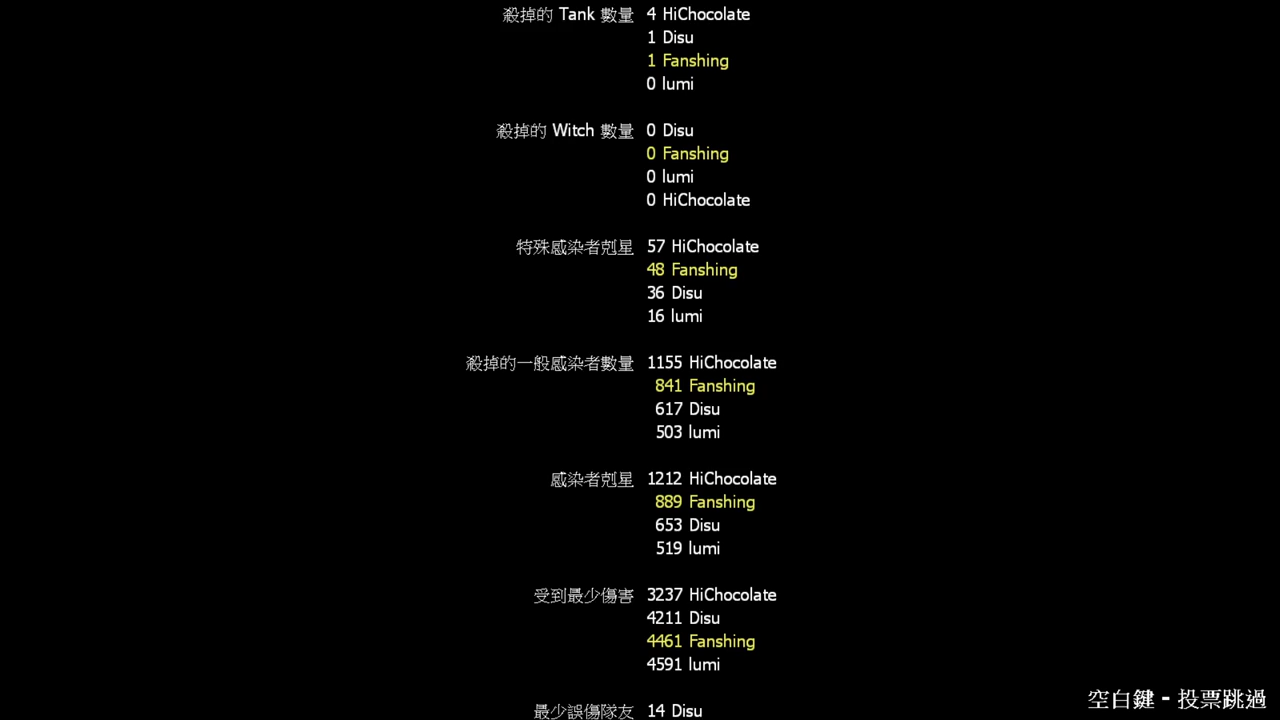 殺掉的 Tank 數量 4 HiChocolate
1 Disu
1 Fanshing
0 lumi
殺掉的 Witch 數量 0 Disu
0 Fanshing
0 lumi
0 HiChocolate
特殊感染者剋星 57 HiChocolate
48 Fanshing
36 Disu
16 lumi
殺掉的一般感染者數量 1155 HiChocolate
841 Fanshing
617 Disu
503 lumi
感染者剋星 1212 HiChocolate
889 Fanshing
653 Disu
519 lumi
受到最少傷害 3237 HiChocolate
4211 Disu
4461 Fanshing
4591 lumi
最少誤傷隊友 14 Disu
空白鍵 - 投票跳過